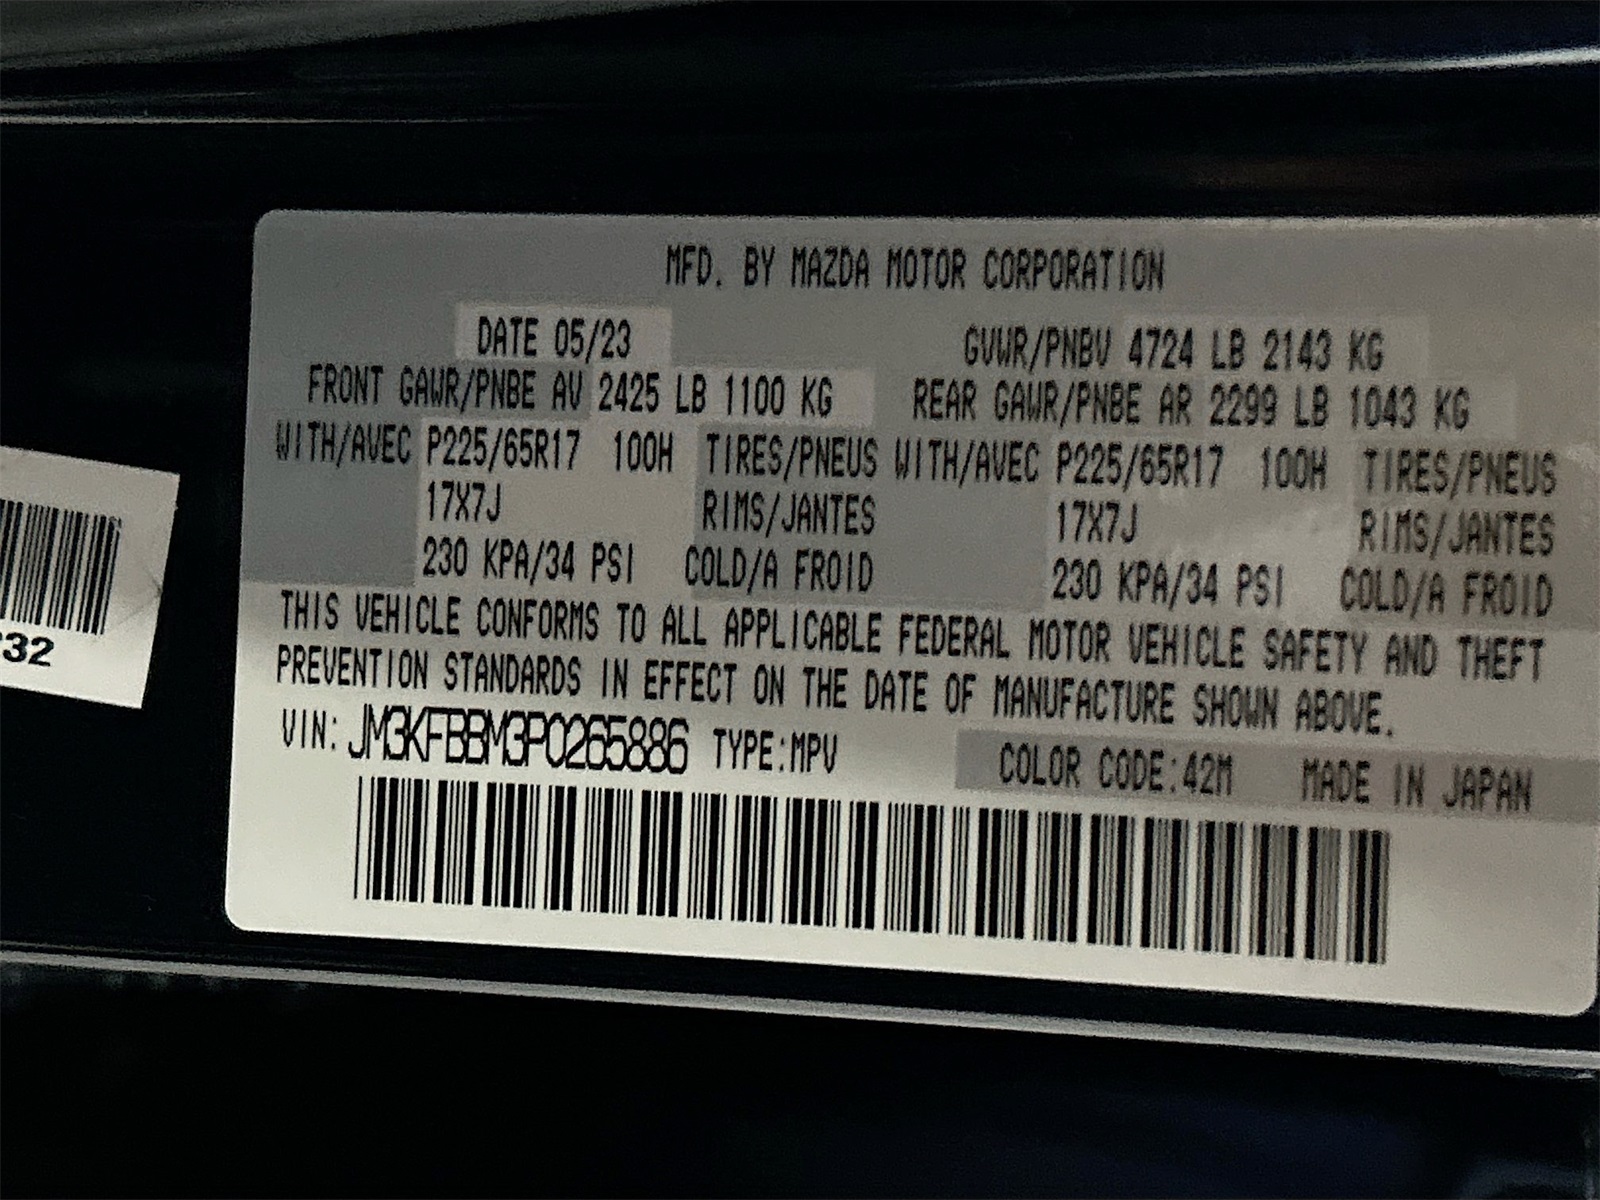 MFD. BY MAZDA MOTOR CORPORATION
DATE 05/23 GVWR/PNBV 4724 LB 2143 KG
FRONT GAWR/PNBE AV 2425 LB 1100 KG REAR GAWR/PNBE AR 2299 LB 1043 KG
WITH/AVEC P225/65R17 100H TIRES/PNEUS WITH/AVEC P225/65R17 100H TIRES/PNEUS
17X7J RIMS/JANTES 17X7J RIMS/JANTES
230 KPA/34 PSI COLD/A FROID 230 KPA/34 PSI COLD/A FROID
THIS VEHICLE CONFORMS TO ALL APPLICABLE FEDERAL MOTOR VEHICLE SAFETY AND THEFT
PREVENTION STANDARDS IN EFFECT ON THE DATE OF MANUFACTURE SHOWN ABOVE.
VIN: JM3KFBBM3P0265886 TYPE:MPV COLOR CODE:42M MADE IN JAPAN
32